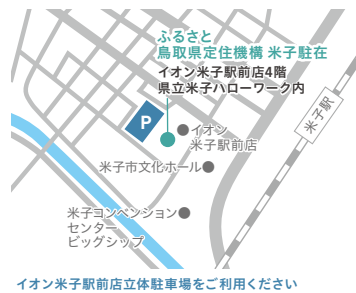 ふるさと
鳥取県定住機構 米子駐在
イオン米子駅前店4階
県立米子ハローワーク内
P
イオン
米子駅前店
米子駅
米子市文化ホール
米子コンベンション
センター
ビッグシップ
イオン米子駅前店立体駐車場をご利用ください